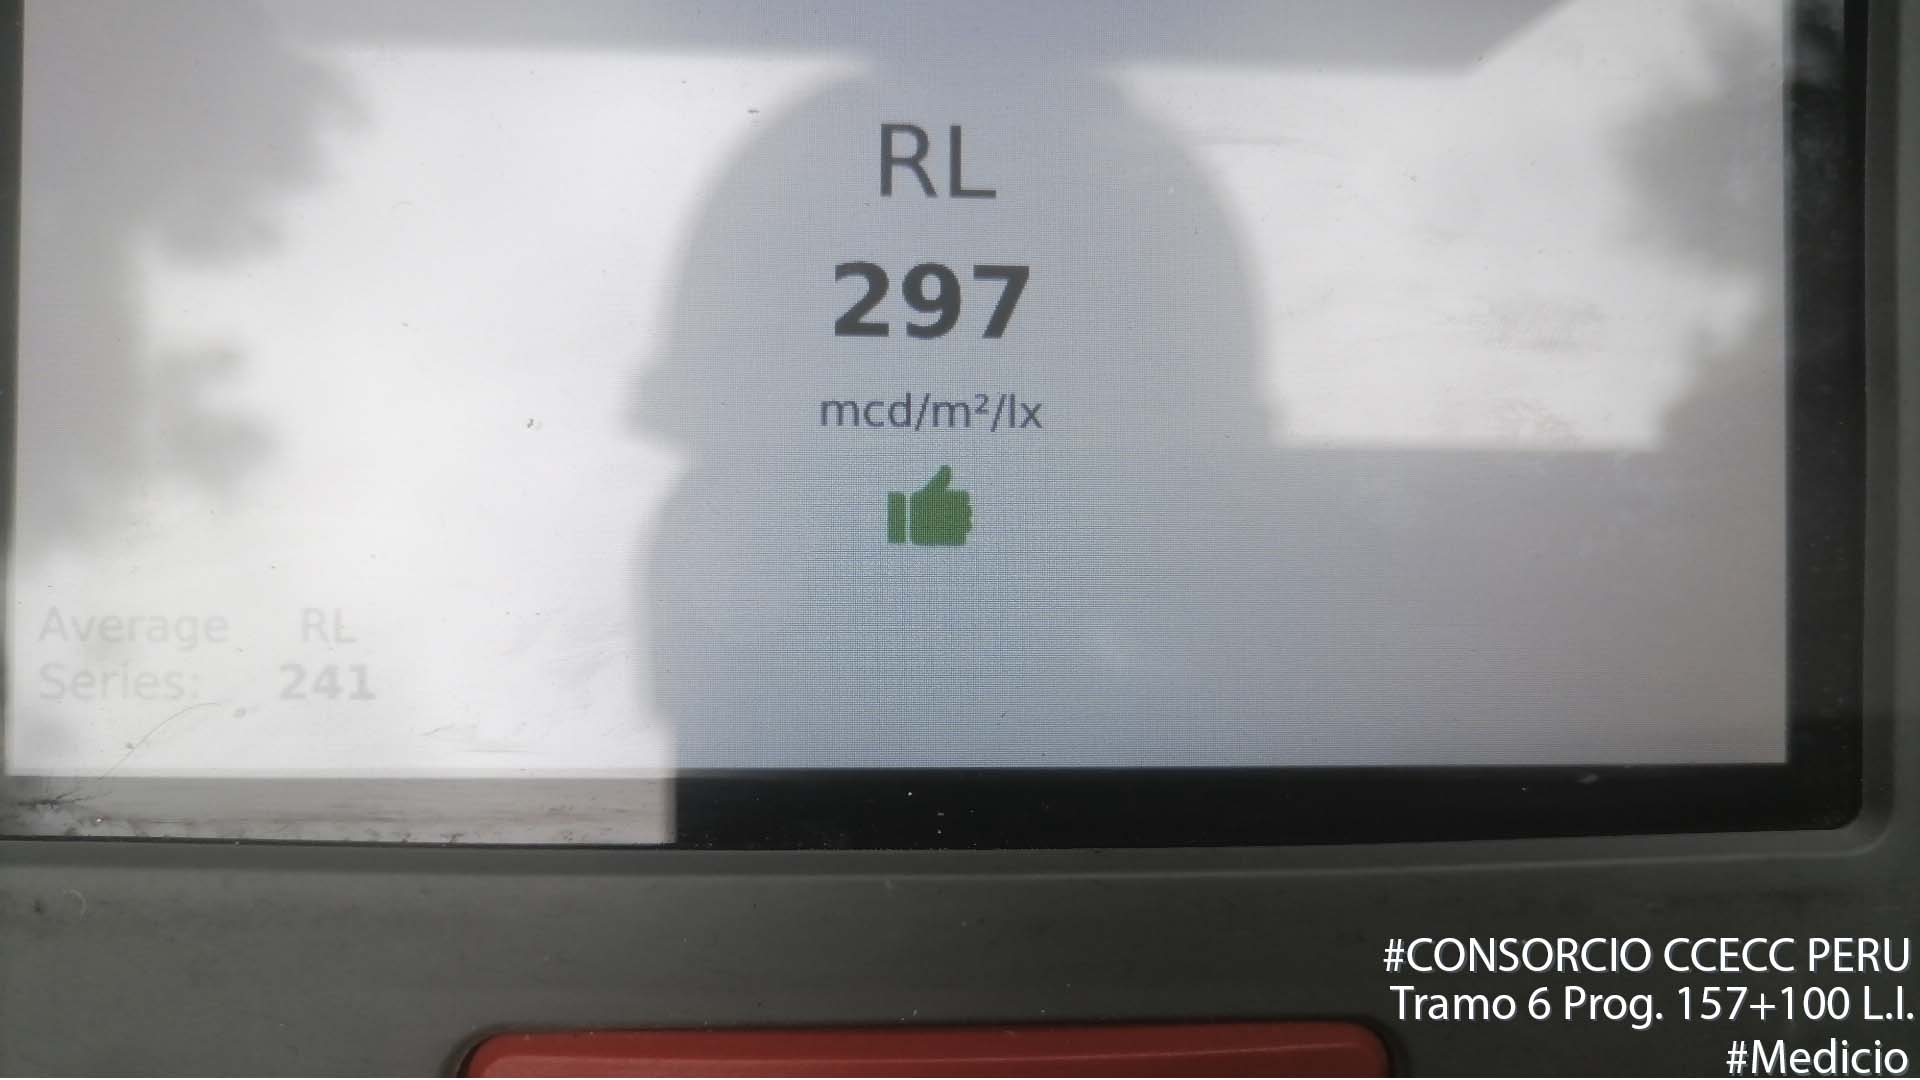 RL
297
mcd/m²/lx
Average RL
Series: 241
#CONSORCIO CCECC PERU
Tramo 6 Prog. 157+100 L.I.
#Medicio